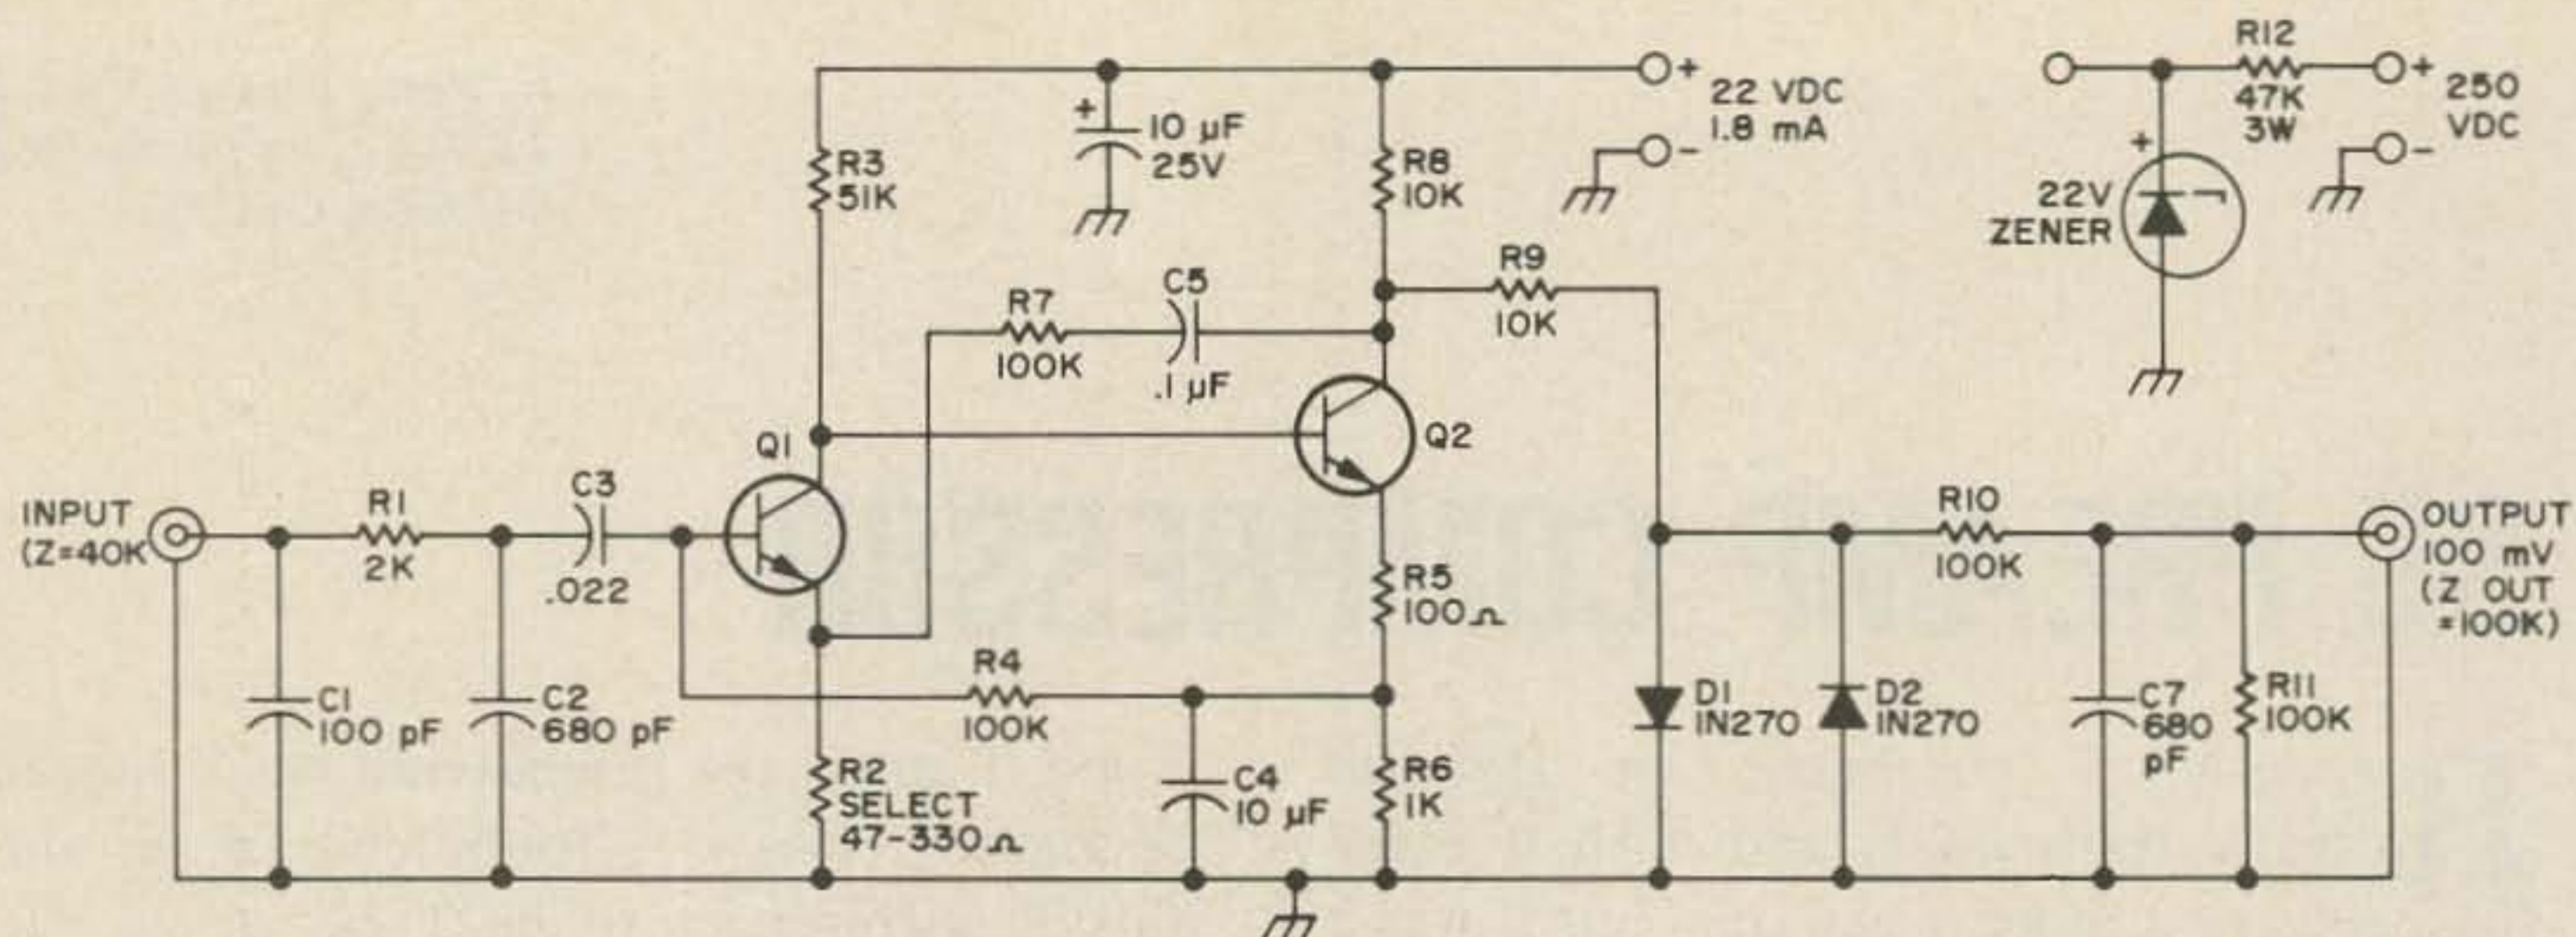 INPUT
(Z=40K
C1
100 pF
R1
2K
C2
680 pF
C3
.022
Q1
R3
51K
+
10 µF
25V
R7
100K
C5
.1 µF
R8
10K
R9
10K
+
22 VDC
1.8 mA
-
Q2
R5
100Ω
R4
100K
R2
SELECT
47-330Ω
C4
10 µF
R6
1K
D1
IN270
D2
IN270
R10
100K
C7
680
pF
R11
100K
OUTPUT
100 mV
(Z OUT
=100K)
R12
47K
3W
+
250
VDC
-
+
22V
ZENER